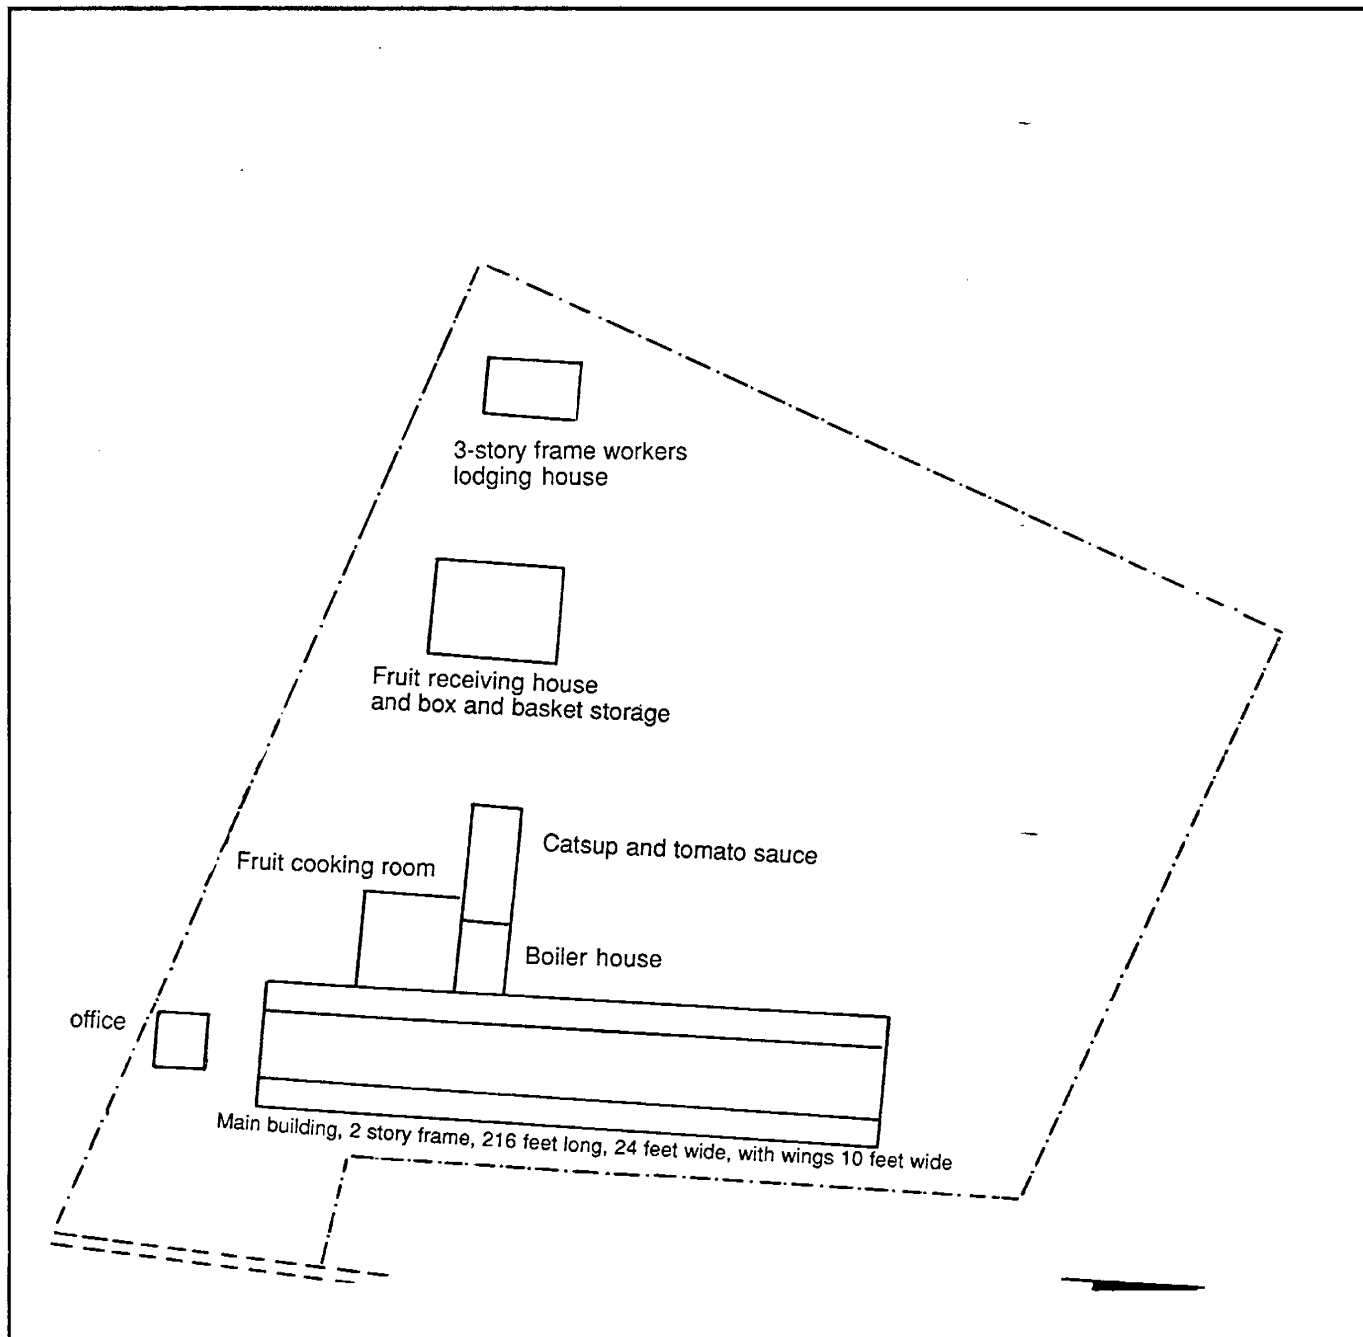 3-story frame workers
lodging house
Fruit receiving house
and box and basket storage
Catsup and tomato sauce
Fruit cooking room
Boiler house
office
Main building, 2 story frame, 216 feet long, 24 feet wide, with wings 10 feet wide